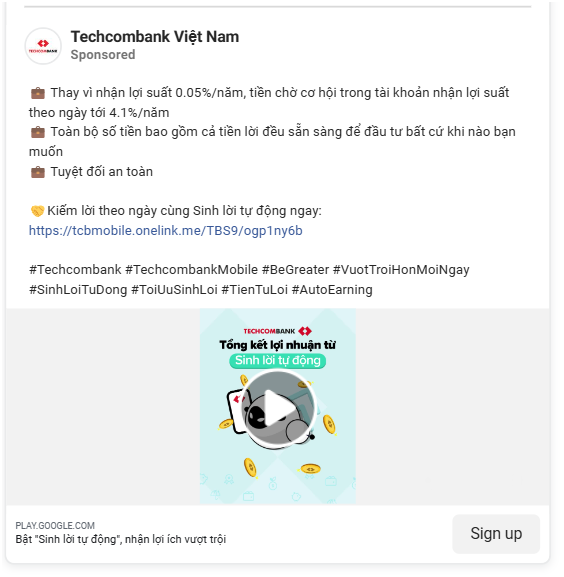 Techcombank Việt Nam
Sponsored
💼 Thay vì nhận lợi suất 0.05%/năm, tiền chờ cơ hội trong tài khoản nhận lợi suất
theo ngày tới 4.1%/năm
💼 Toàn bộ số tiền bao gồm cả tiền lời đều sẵn sàng để đầu tư bất cứ khi nào bạn
muốn
💼 Tuyệt đối an toàn
🤝Kiếm lời theo ngày cùng Sinh lời tự động ngay:
https://tcbmobile.onelink.me/TBS9/ogp1ny6b
#Techcombank #TechcombankMobile #BeGreater #VuotTroiHonMoiNgay
#SinhLoiTuDong #ToiUuSinhLoi #TienTuLoi #AutoEarning
TECHCOMBANK
Tổng kết lợi nhuận từ
Sinh lời tự động
PLAY.GOOGLE.COM
Bật "Sinh lời tự động", nhận lợi ích vượt trội
Sign up